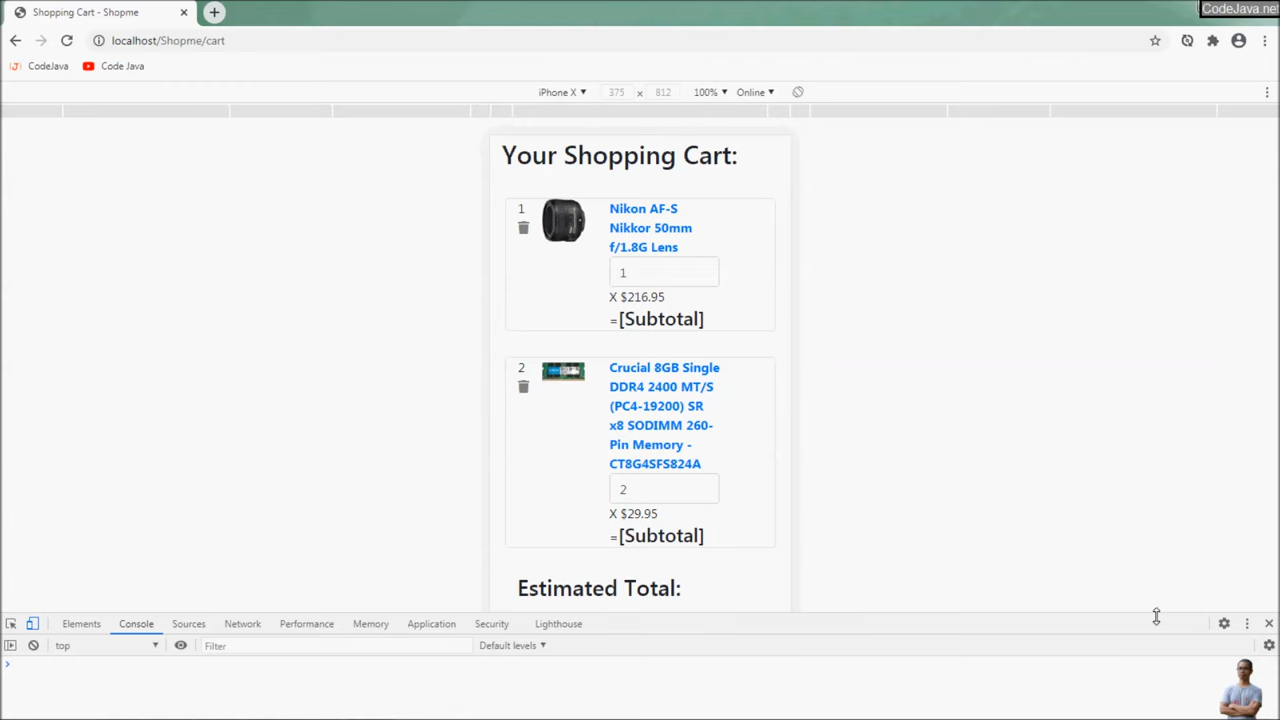 Shopping Cart - Shopme
CodeJava.net
localhost/Shopme/cart
CodeJava
Code Java
iPhone X ▼ 375 x 812 100% ▼ Online ▼
Your Shopping Cart:
1
Nikon AF-S
Nikkor 50mm
f/1.8G Lens
1
X $216.95
=[Subtotal]
2
Crucial 8GB Single
DDR4 2400 MT/S
(PC4-19200) SR
x8 SODIMM 260-
Pin Memory -
CT8G4SFS824A
2
X $29.95
=[Subtotal]
Estimated Total:
Elements Console Sources Network Performance Memory Application Security Lighthouse
top ▼ Filter Default levels ▼